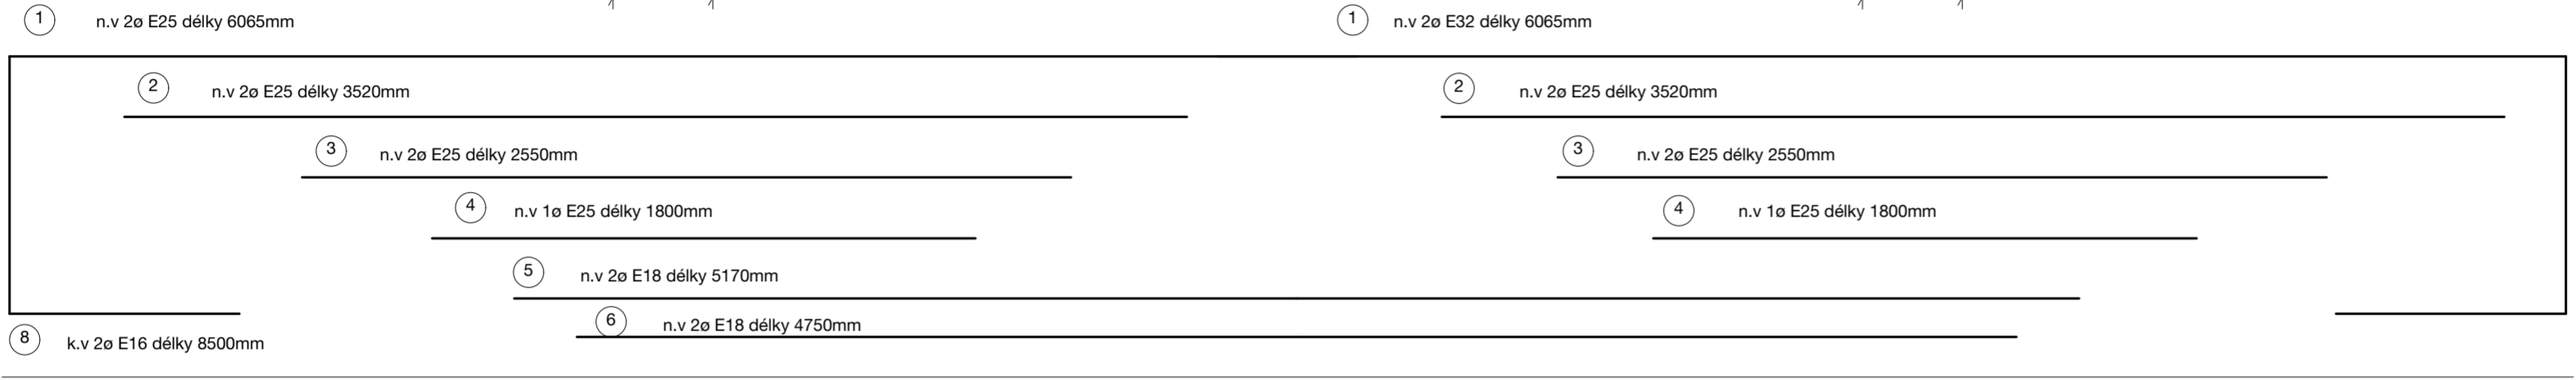 1 n.v 2ø E25 délky 6065mm
1 n.v 2ø E32 délky 6065mm
2 n.v 2ø E25 délky 3520mm
2 n.v 2ø E25 délky 3520mm
3 n.v 2ø E25 délky 2550mm
3 n.v 2ø E25 délky 2550mm
4 n.v 1ø E25 délky 1800mm
4 n.v 1ø E25 délky 1800mm
5 n.v 2ø E18 délky 5170mm
6 n.v 2ø E18 délky 4750mm
8 k.v 2ø E16 délky 8500mm